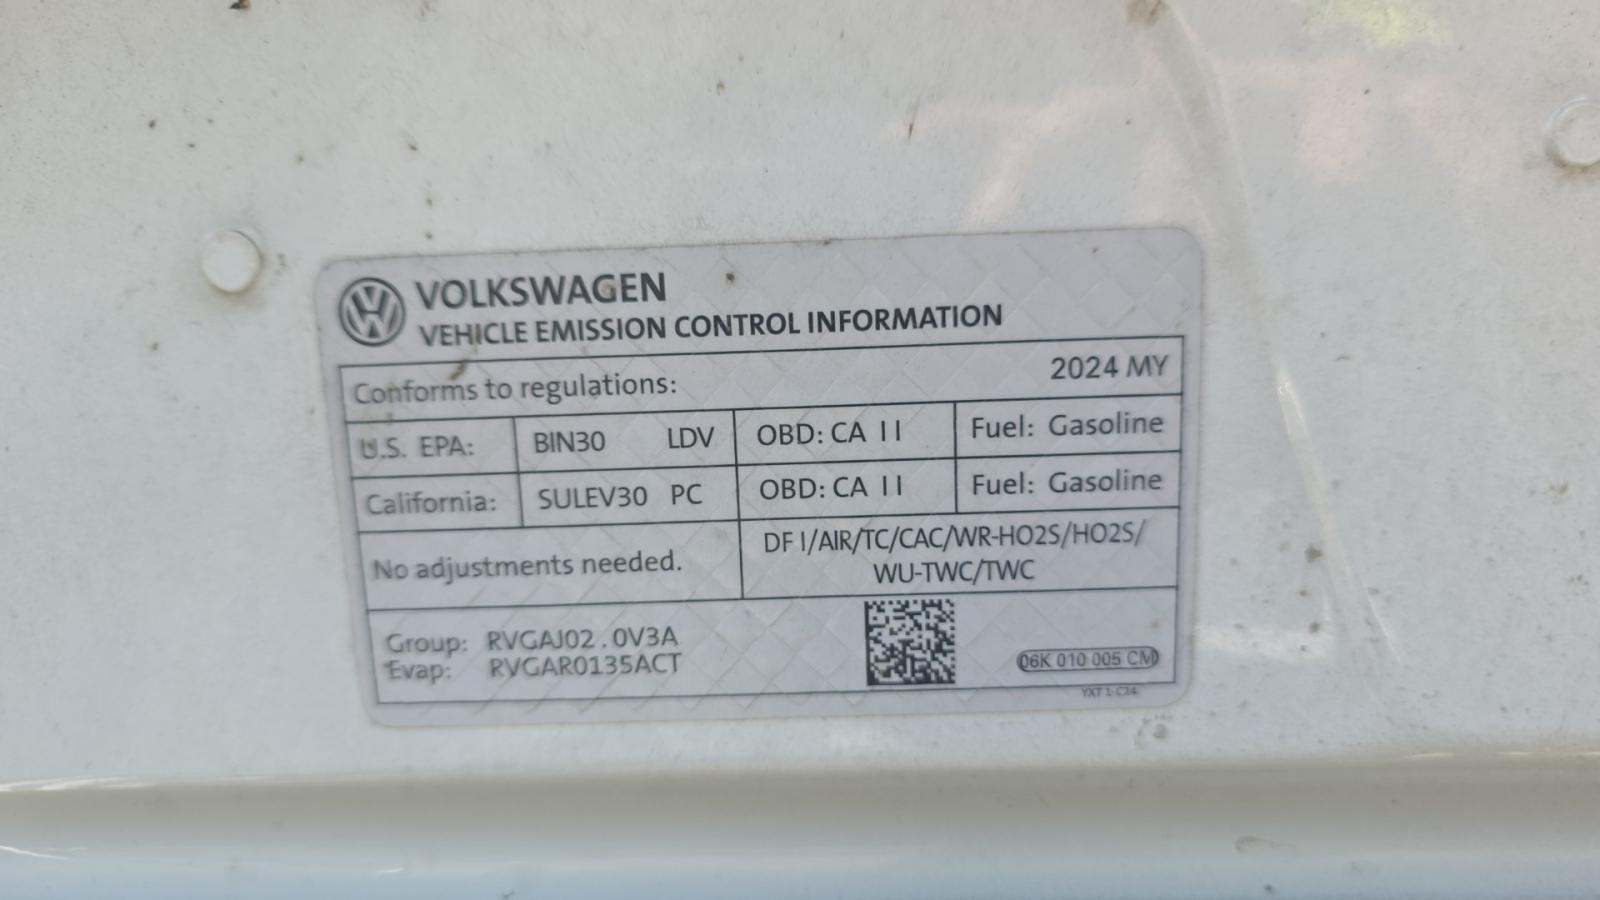 VOLKSWAGEN
VEHICLE EMISSION CONTROL INFORMATION
Conforms to regulations: 2024 MY
U.S. EPA: BIN30 LDV OBD: CA II Fuel: Gasoline
California: SULEV30 PC OBD: CA II Fuel: Gasoline
No adjustments needed. DFI/AIR/TC/CAC/WR-HO2S/HO2S/
WU-TWC/TWC
Group: RVGAJ02.0V3A
Evap: RVGAR0135ACT
06K 010 005 CM